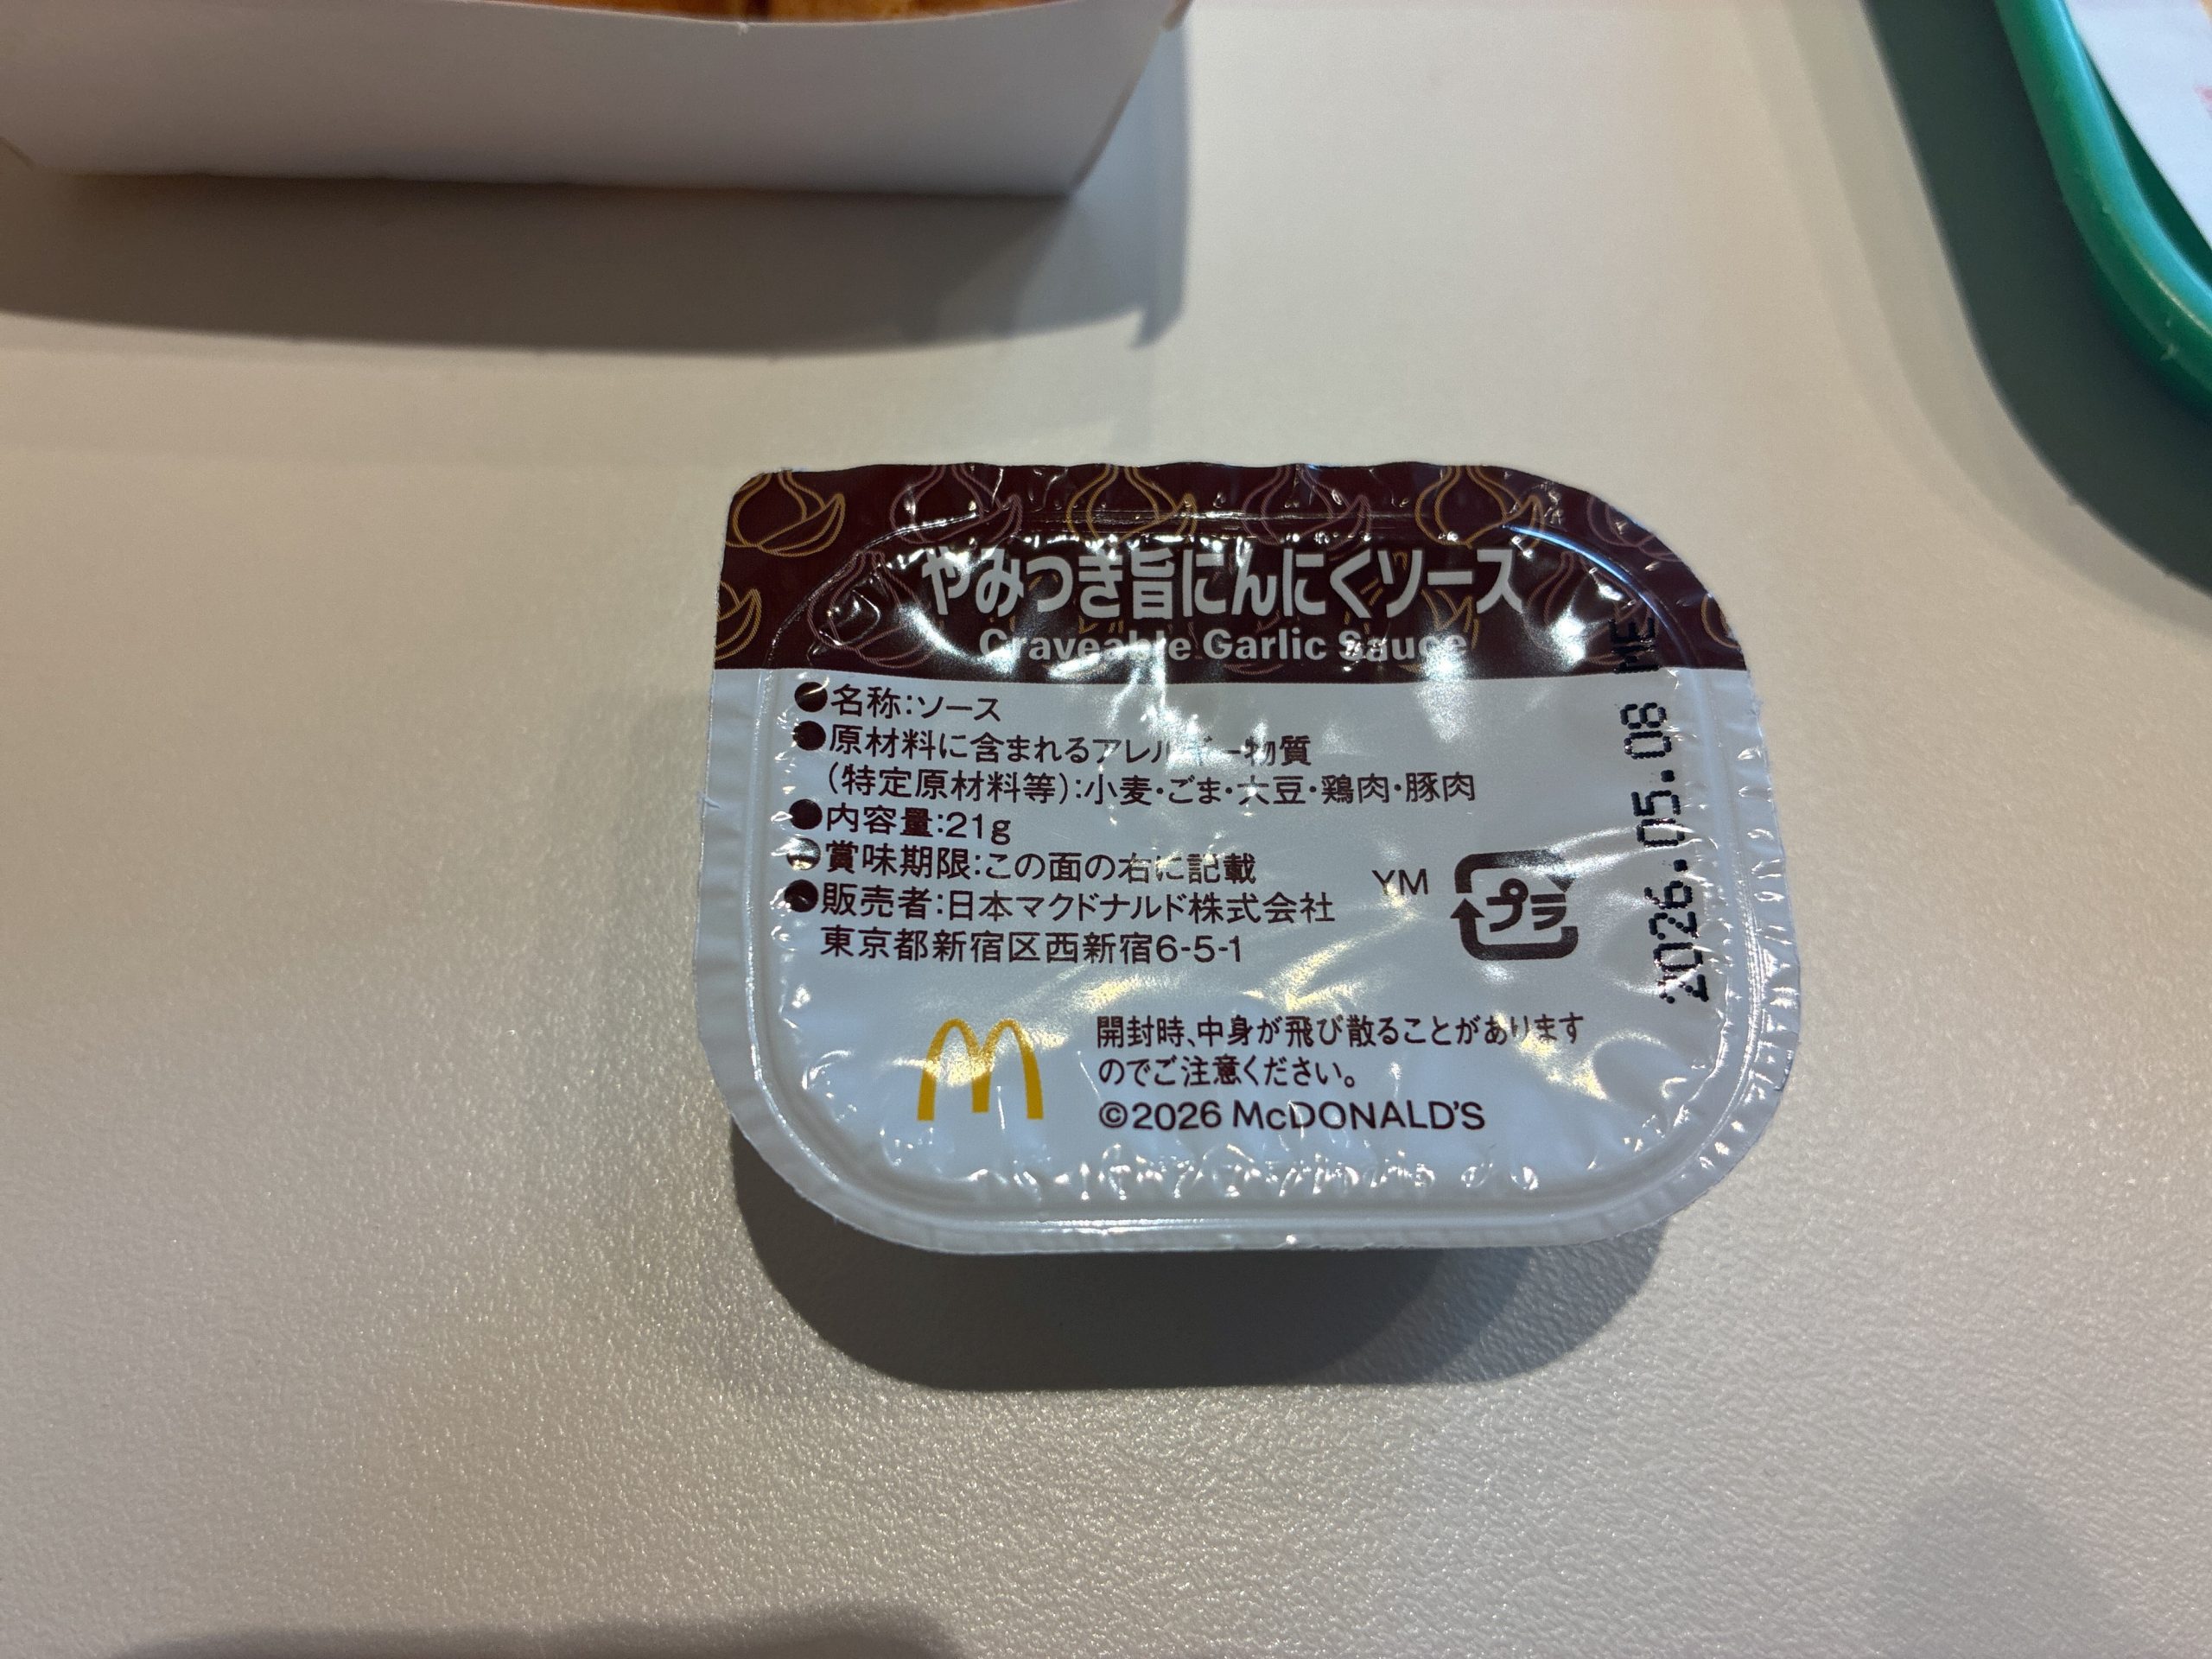 やみつき旨にんにくソース
Craveable Garlic Sauce
●名称:ソース
●原材料に含まれるアレルギー物質
(特定原材料等):小麦・ごま・大豆・鶏肉・豚肉
●内容量:21g
●賞味期限:この面の右に記載
●販売者:日本マクドナルド株式会社
東京都新宿区西新宿6-5-1
YM
プラ
2026.05.08 ME
開封時、中身が飛び散ることがあります
のでご注意ください。
©2026 McDONALD'S